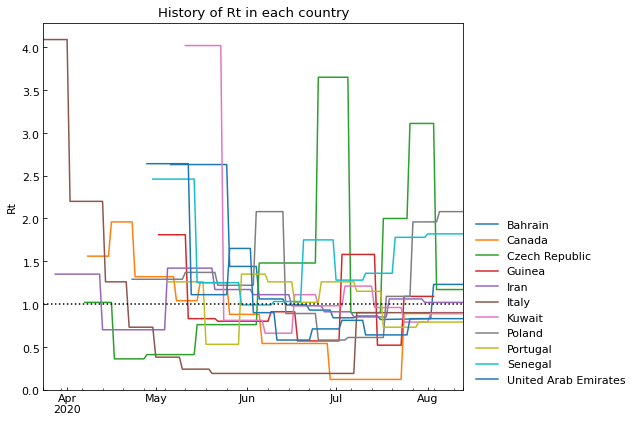 History of Rt in each country
4.0
3.5
3.0
2.5
2.0
1.5
1.0
0.5
0.0
Rt
Apr
2020
May
Jun
Jul
Aug
Bahrain
Canada
Czech Republic
Guinea
Iran
Italy
Kuwait
Poland
Portugal
Senegal
United Arab Emirates